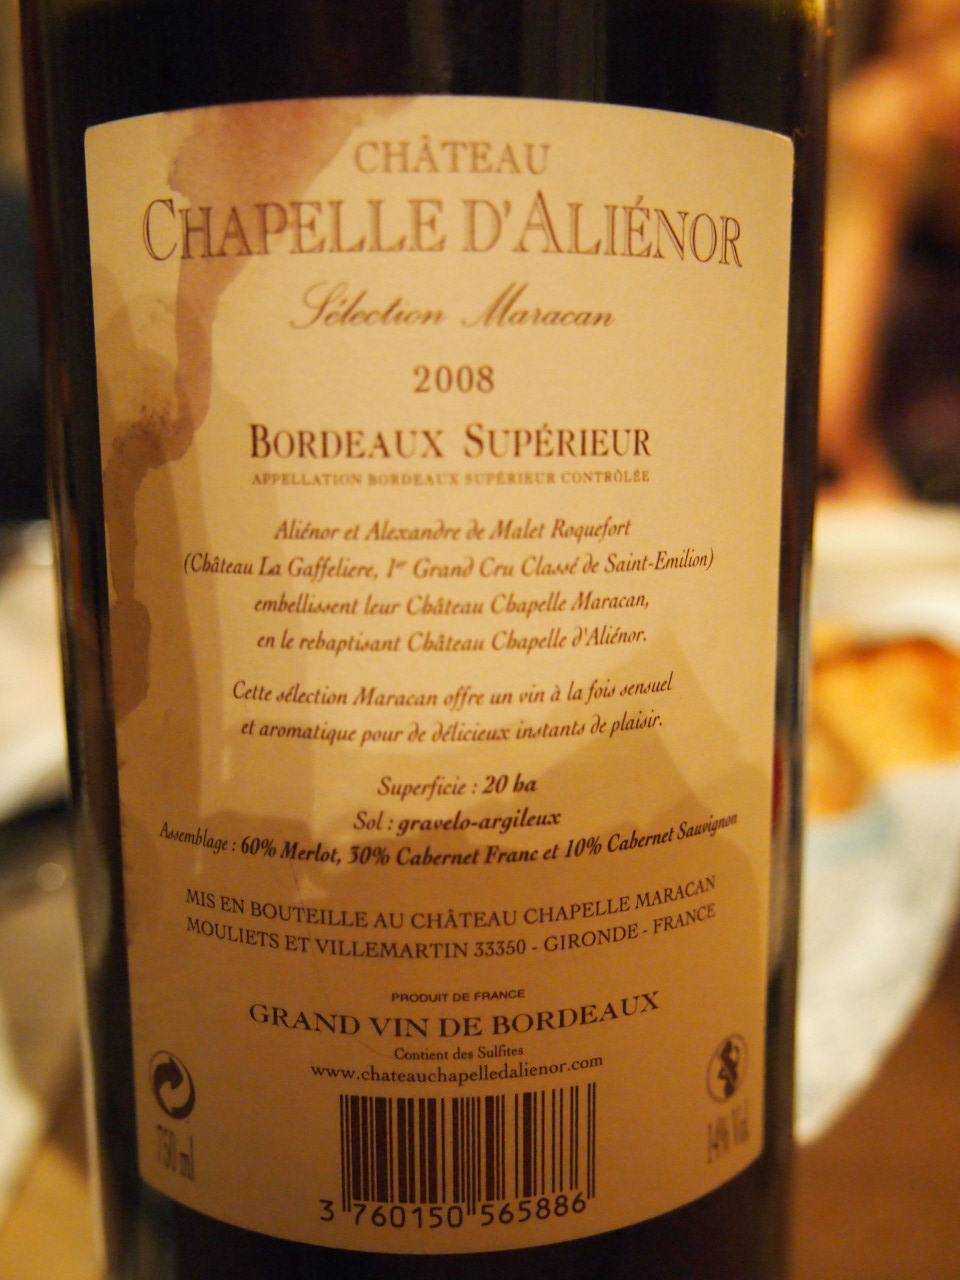 CHÂTEAU
CHAPELLE D'ALIÉNOR
Sélection Maracan
2008
BORDEAUX SUPÉRIEUR
APPELLATION BORDEAUX SUPÉRIEUR CONTRÔLÉE
Aliénor et Alexandre de Malet Roquefort
(Château La Gaffeliere, 1er Grand Cru Classé de Saint-Emilion)
embellissent leur Château Chapelle Maracan,
en le rebaptisant Château Chapelle d'Aliénor.
Cette sélection Maracan offre un vin à la fois sensuel
et aromatique pour de délicieux instants de plaisir.
Superficie : 20 ha
Sol : gravelo-argileux
Assemblage : 60% Merlot, 30% Cabernet Franc et 10% Cabernet Sauvignon
MIS EN BOUTEILLE AU CHÂTEAU CHAPELLE MARACAN
MOULIETS ET VILLEMARTIN 33350 - GIRONDE - FRANCE
PRODUIT DE FRANCE
GRAND VIN DE BORDEAUX
Contient des Sulfites
www.chateauchapelledalienor.com
750 ml
14% Vol.
3 760150 565886